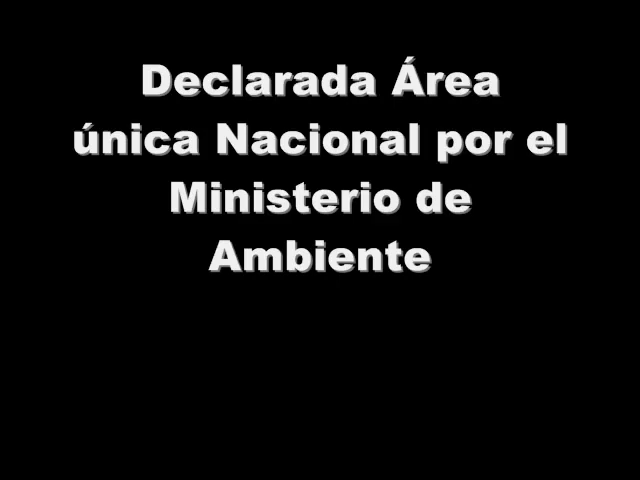 Declarada Área
única Nacional por el
Ministerio de
Ambiente